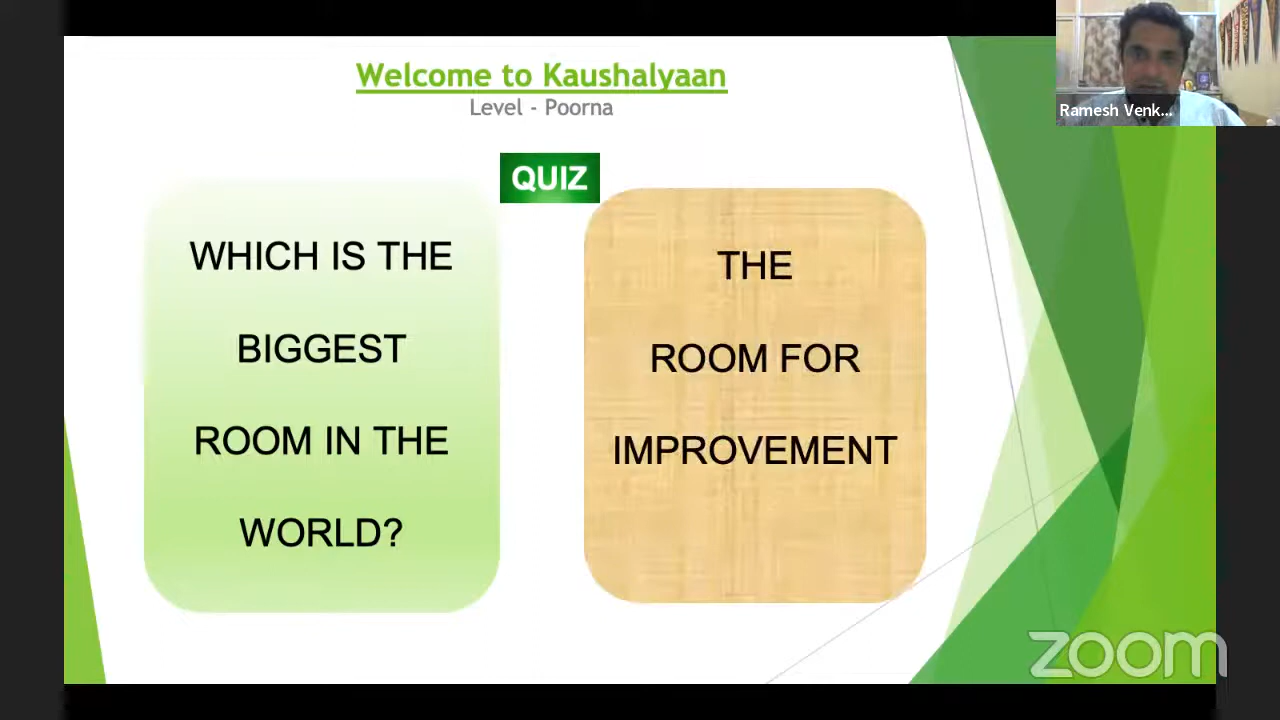 Welcome to Kaushalyaan
Level - Poorna
QUIZ
WHICH IS THE
BIGGEST
ROOM IN THE
WORLD?
THE
ROOM FOR
IMPROVEMENT
Ramesh Venk...
zoom